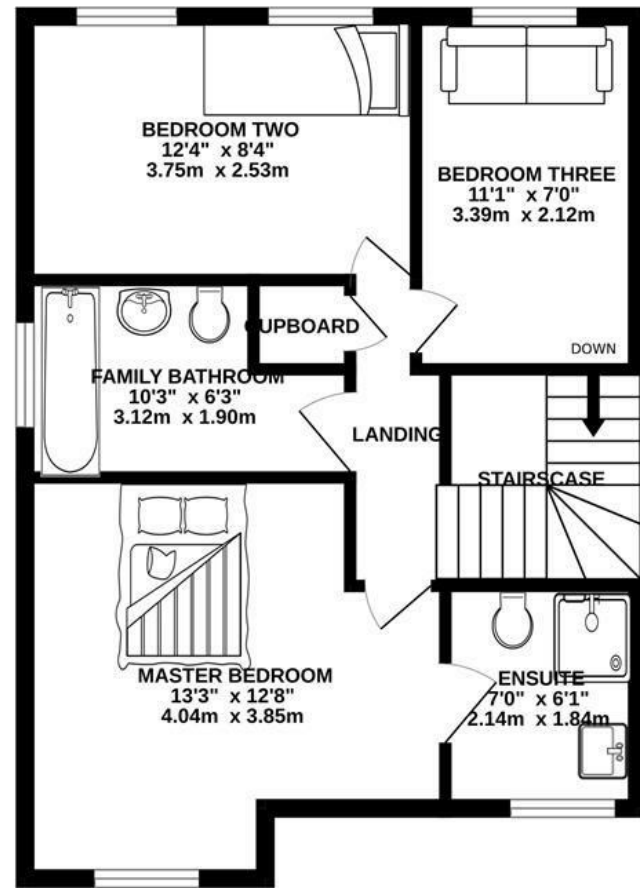 BEDROOM TWO
12'4" x 8'4"
3.75m x 2.53m
BEDROOM THREE
11'1" x 7'0"
3.39m x 2.12m
CUPBOARD
DOWN
FAMILY BATHROOM
10'3" x 6'3"
3.12m x 1.90m
LANDING
STAIRSCASE
MASTER BEDROOM
13'3" x 12'8"
4.04m x 3.85m
ENSUITE
7'0" x 6'1"
2.14m x 1.84m